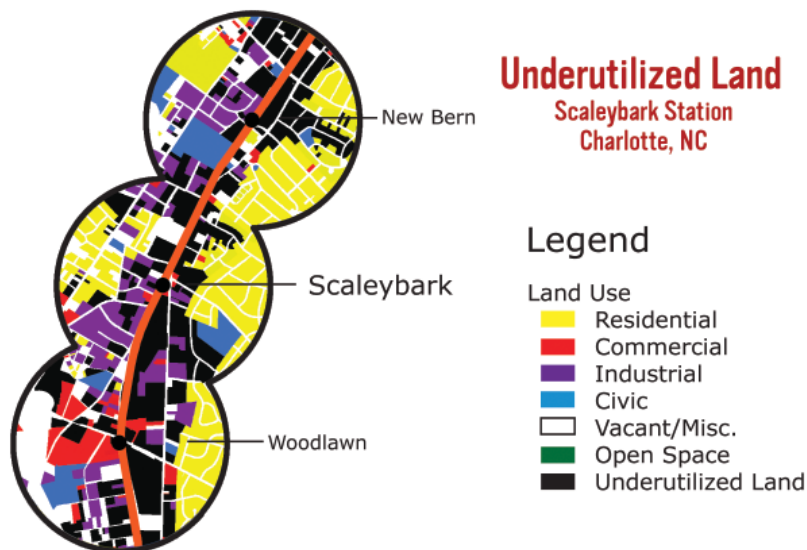 Underutilized Land
Scaleybark Station
Charlotte, NC
New Bern
Scaleybark
Woodlawn
Legend
Land Use
Residential
Commercial
Industrial
Civic
Vacant/Misc.
Open Space
Underutilized Land